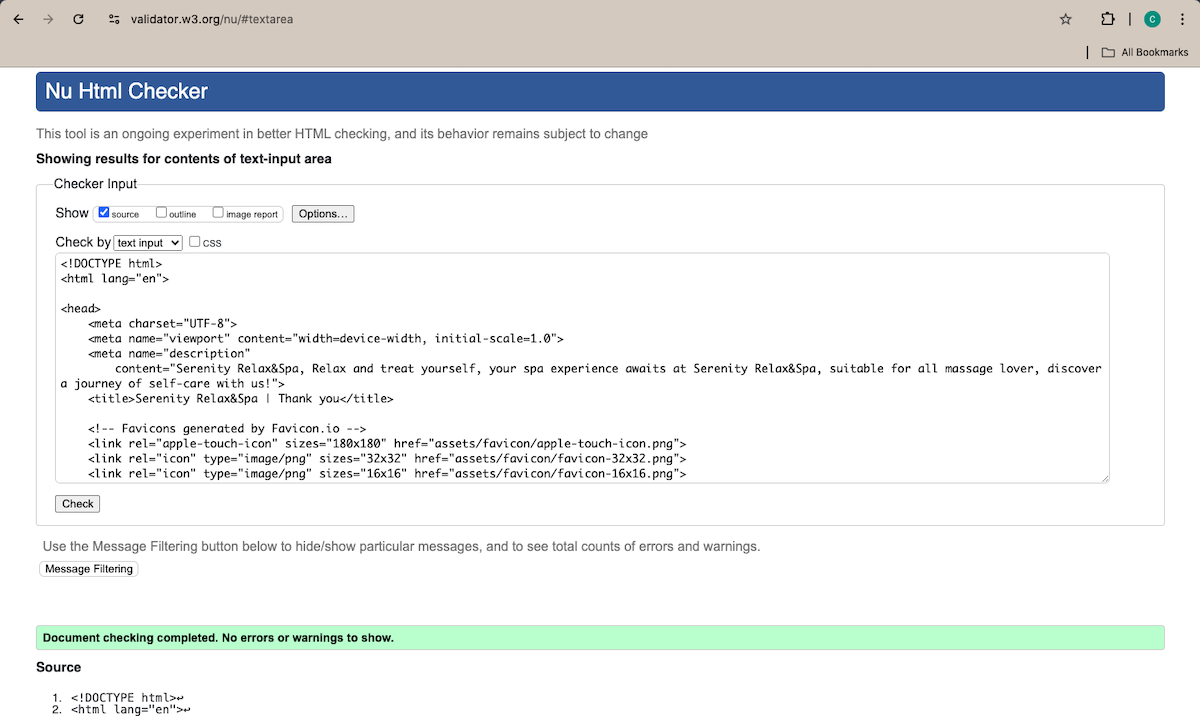 validator.w3.org/nu/#textarea
C
All Bookmarks
Nu Html Checker
This tool is an ongoing experiment in better HTML checking, and its behavior remains subject to change
Showing results for contents of text-input area
Checker Input
Show source outline image report Options...
Check by text input CSS
<!DOCTYPE html>
<html lang="en">
<head>
<meta charset="UTF-8">
<meta name="viewport" content="width=device-width, initial-scale=1.0">
<meta name="description"
content="Serenity Relax&Spa, Relax and treat yourself, your spa experience awaits at Serenity Relax&Spa, suitable for all massage lover, discover
a journey of self-care with us!">
<title>Serenity Relax&Spa | Thank you</title>
<!-- Favicons generated by Favicon.io -->
<link rel="apple-touch-icon" sizes="180x180" href="assets/favicon/apple-touch-icon.png">
<link rel="icon" type="image/png" sizes="32x32" href="assets/favicon/favicon-32x32.png">
<link rel="icon" type="image/png" sizes="16x16" href="assets/favicon/favicon-16x16.png">
Check
Use the Message Filtering button below to hide/show particular messages, and to see total counts of errors and warnings.
Message Filtering
Document checking completed. No errors or warnings to show.
Source
1. <!DOCTYPE html>↩
2. <html lang="en">↩